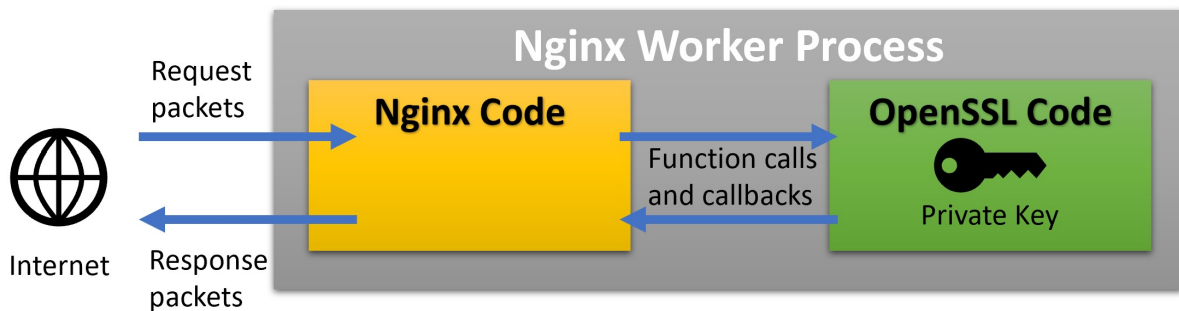 Nginx Worker Process
Request
packets
Nginx Code
OpenSSL Code
Function calls
and callbacks
Private Key
Internet
Response
packets